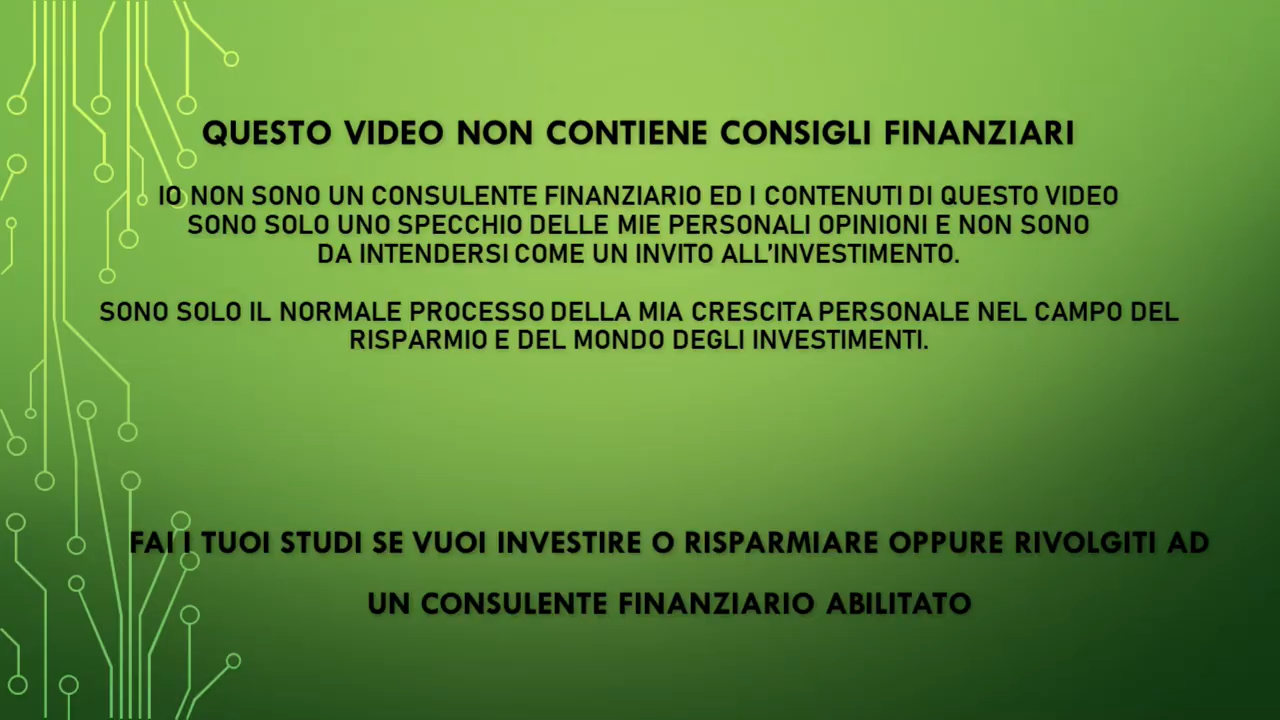 QUESTO VIDEO NON CONTIENE CONSIGLI FINANZIARI
IO NON SONO UN CONSULENTE FINANZIARIO ED I CONTENUTI DI QUESTO VIDEO
SONO SOLO UNO SPECCHIO DELLE MIE PERSONALI OPINIONI E NON SONO
DA INTENDERSI COME UN INVITO ALL'INVESTIMENTO.
SONO SOLO IL NORMALE PROCESSO DELLA MIA CRESCITA PERSONALE NEL CAMPO DEL
RISPARMIO E DEL MONDO DEGLI INVESTIMENTI.
FAI I TUOI STUDI SE VUOI INVESTIRE O RISPARMIARE OPPURE RIVOLGITI AD
UN CONSULENTE FINANZIARIO ABILITATO